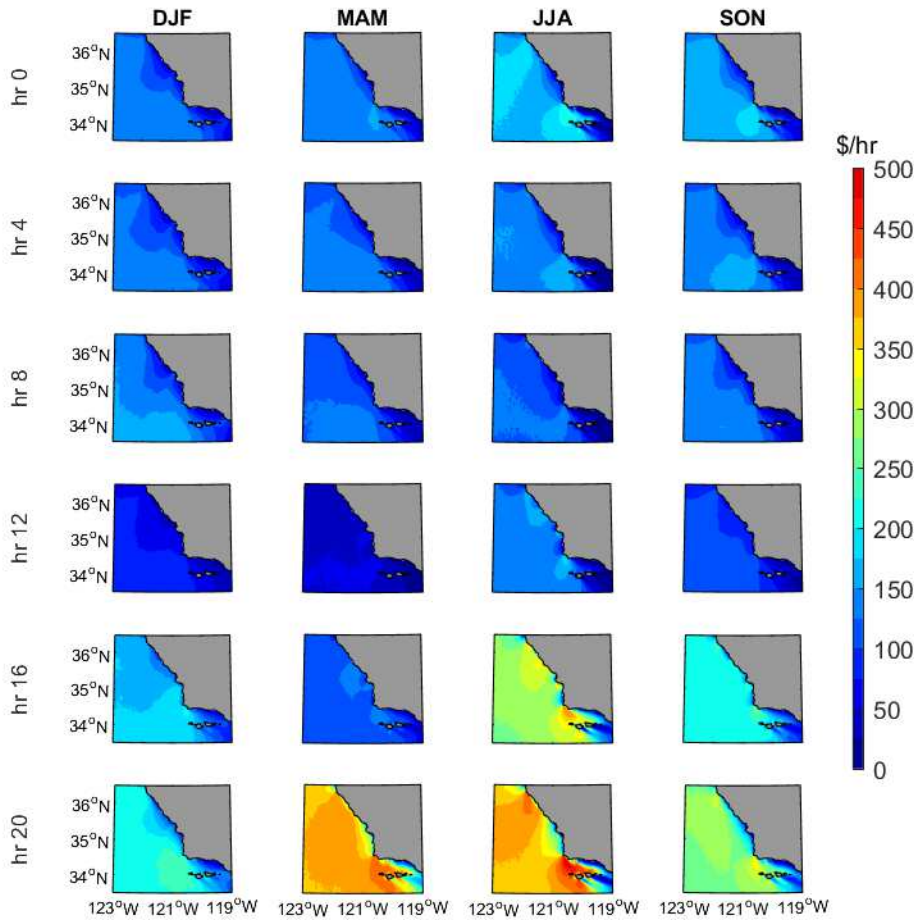 DJF MAM JJA SON
hr 0
36°N
35°N
34°N
$/hr
500
450
400
350
300
250
200
150
100
50
0
hr 4
36°N
35°N
34°N
hr 8
36°N
35°N
34°N
hr 12
36°N
35°N
34°N
hr 16
36°N
35°N
34°N
hr 20
36°N
35°N
34°N
123°W 121°W 119°W 123°W 121°W 119°W 123°W 121°W 119°W 123°W 121°W 119°W